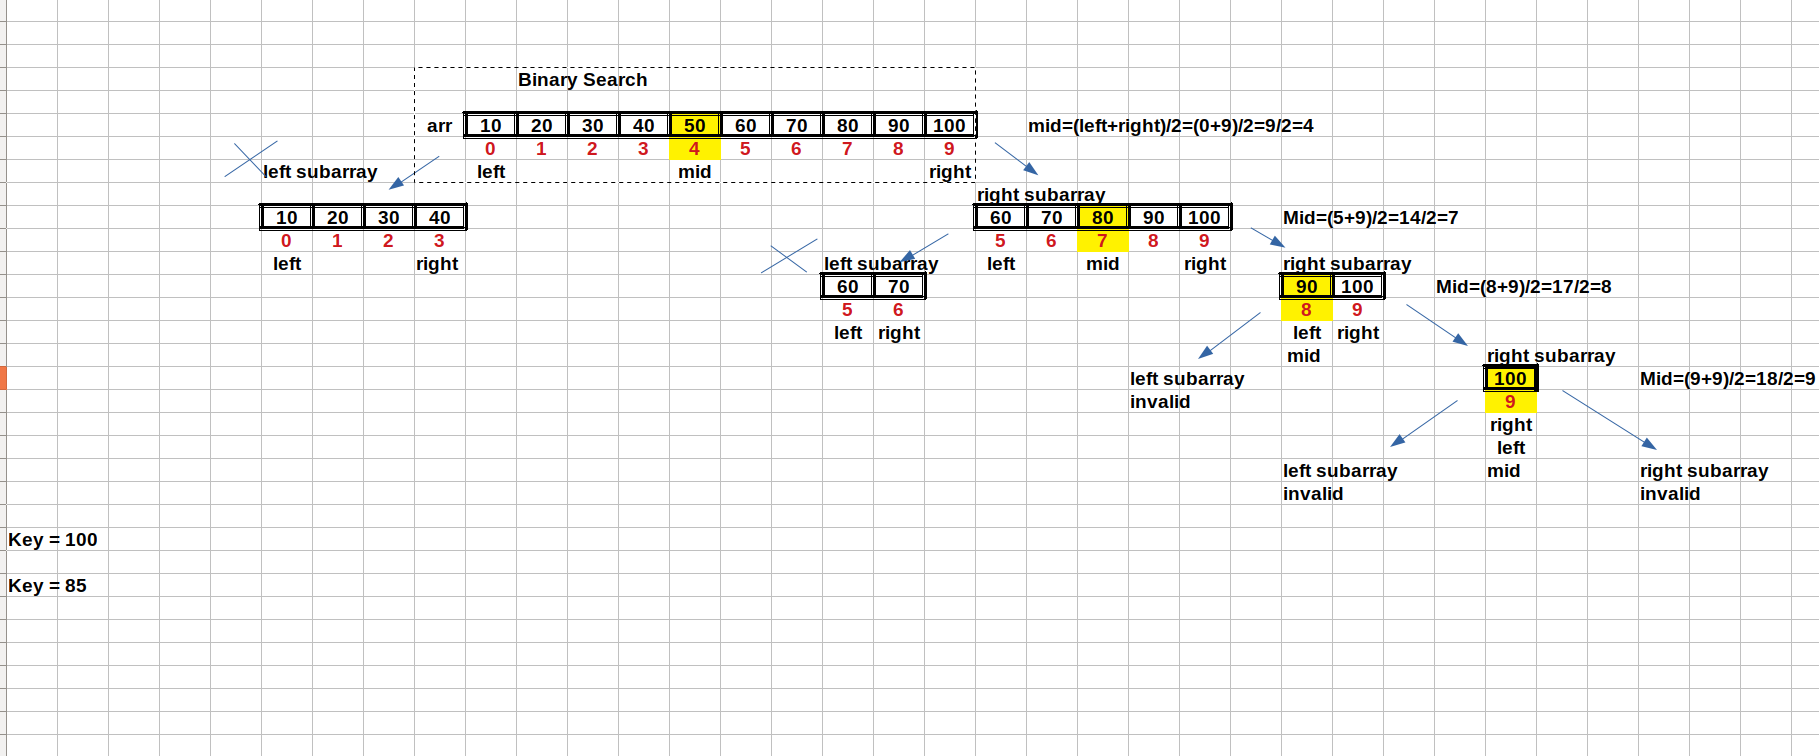 Binary Search
arr 10 20 30 40 50 60 70 80 90 100 mid=(left+right)/2=(0+9)/2=9/2=4
0 1 2 3 4 5 6 7 8 9
left subarray left mid right
right subarray
10 20 30 40 60 70 80 90 100 Mid=(5+9)/2=14/2=7
0 1 2 3 5 6 7 8 9
left right left subarray left mid right right subarray
60 70 90 100 Mid=(8+9)/2=17/2=8
5 6 8 9
left right left right
mid right subarray
left subarray 100 Mid=(9+9)/2=18/2=9
invalid 9
right
left
left subarray mid right subarray
invalid invalid
Key = 100
Key = 85